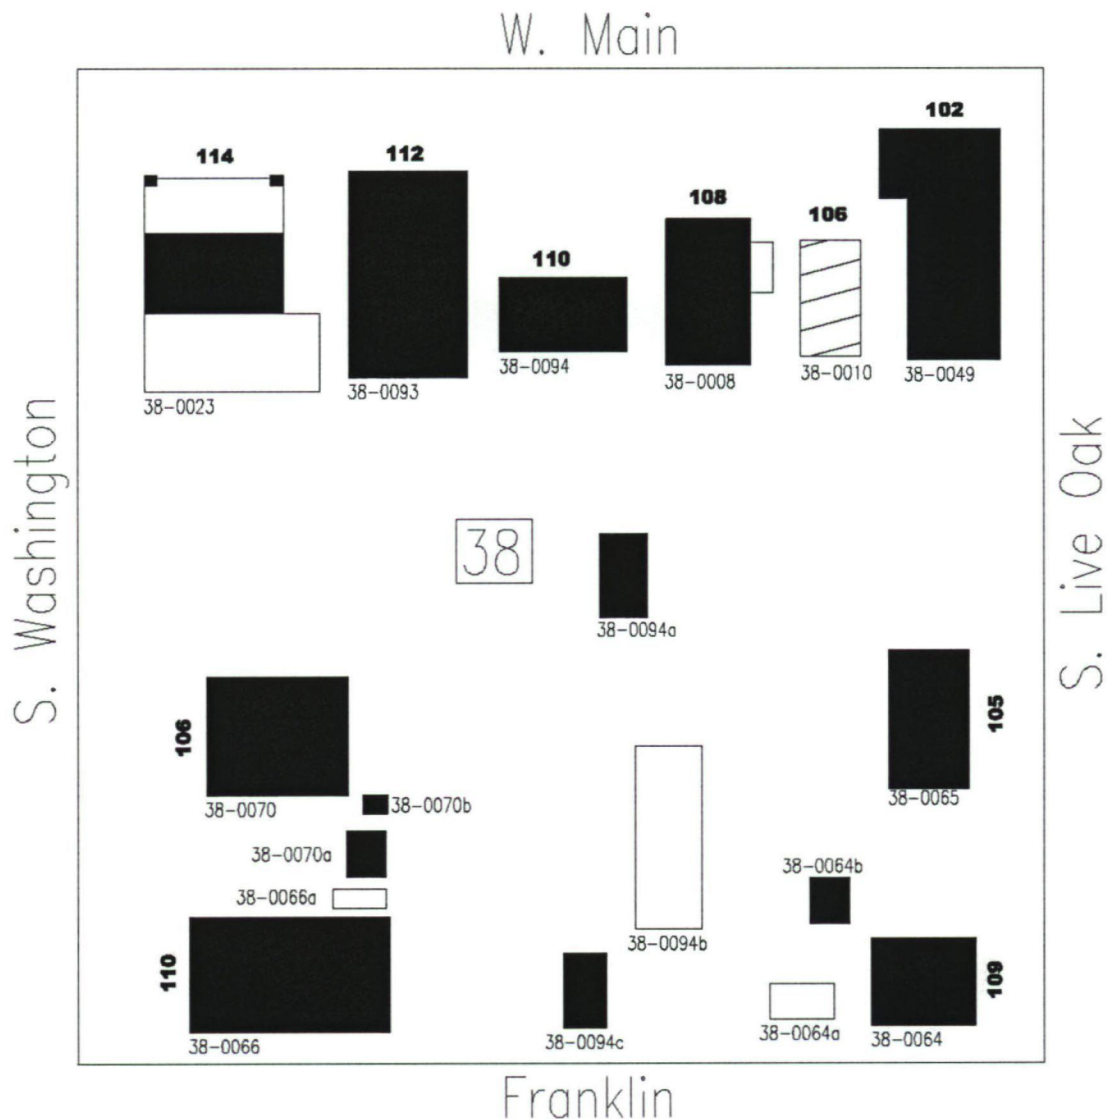 W. Main
102
114
112
108
106
110
38-0094
38-0008
38-0010
38-0049
38-0093
38-0023
S. Washington
S. Live Oak
38
38-0094a
106
105
38-0070
38-0070b
38-0065
38-0070a
38-0064b
38-0066a
38-0094b
110
109
38-0064a
38-0066
38-0094c
38-0064
Franklin